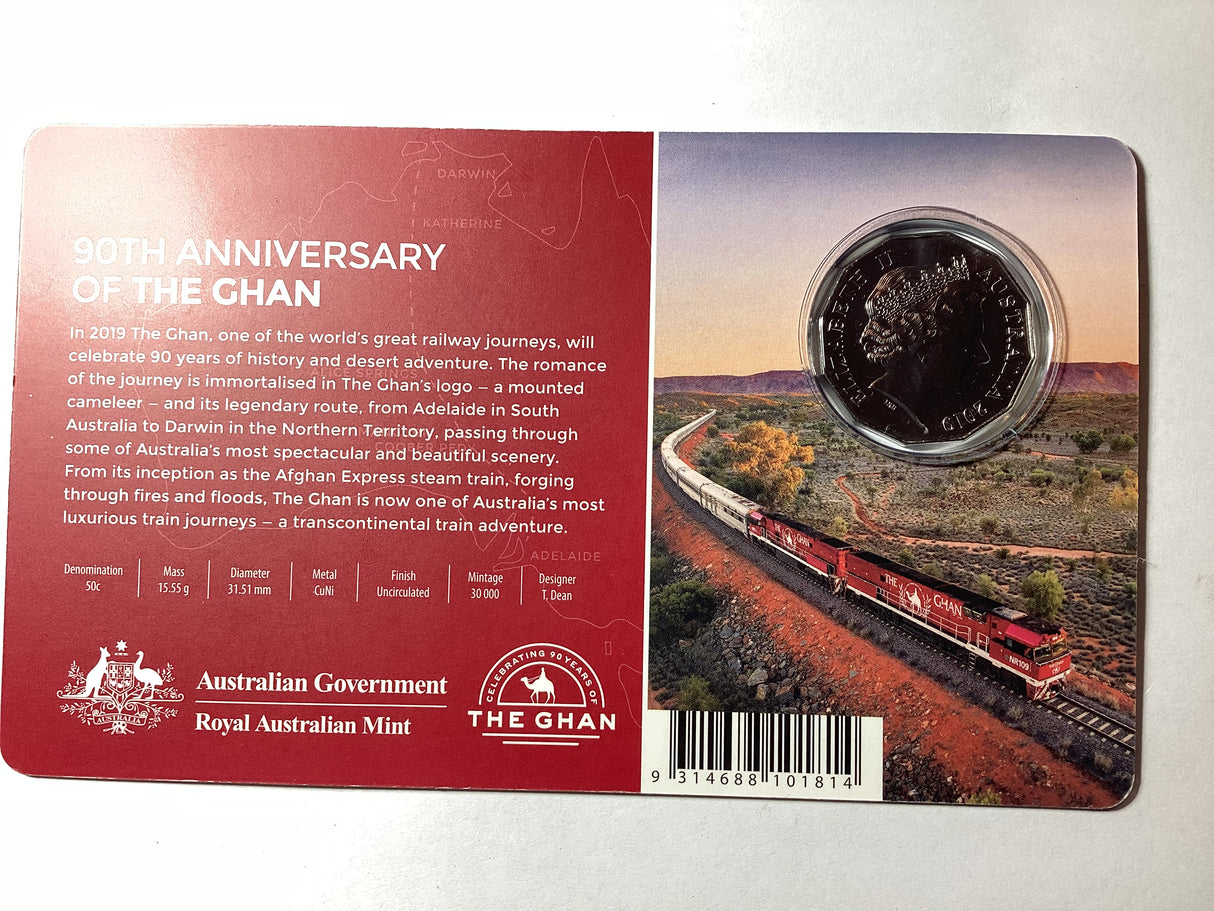 DARWIN
KATHERINE
90TH ANNIVERSARY
OF THE GHAN
In 2019 The Ghan, one of the world's great railway journeys, will
celebrate 90 years of history and desert adventure. The romance
of the journey is immortalised in The Ghan's logo – a mounted
cameleer – and its legendary route, from Adelaide in South
Australia to Darwin in the Northern Territory, passing through
some of Australia's most spectacular and beautiful scenery.
From its inception as the Afghan Express steam train, forging
through fires and floods, The Ghan is now one of Australia's most
luxurious train journeys – a transcontinental train adventure.
ALICE SPRINGS
COOBER PEDY
ADELAIDE
Denomination
50c
Mass
15.55 g
Diameter
31.51 mm
Metal
CuNi
Finish
Uncirculated
Mintage
30 000
Designer
T, Dean
AUSTRALIA
Australian Government
Royal Australian Mint
CELEBRATING 90 YEARS OF
THE GHAN
ELIZABETH II AUSTRALIA 2019
THE GHAN
THE GHAN
NR109
9 314688 101814